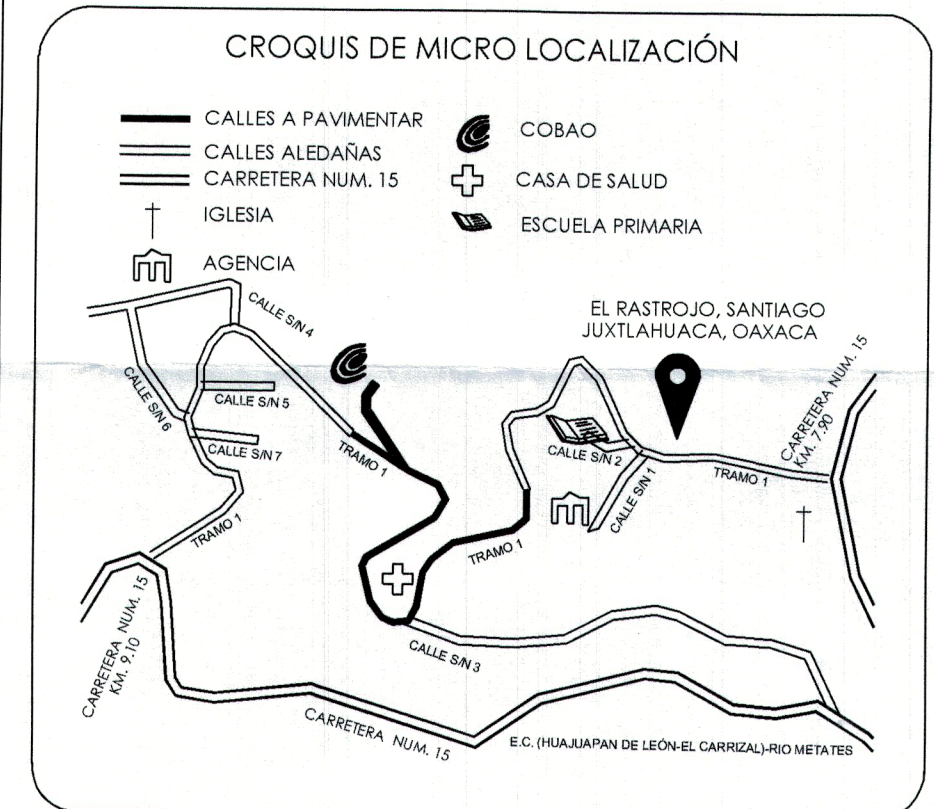 CROQUIS DE MICRO LOCALIZACIÓN
CALLES A PAVIMENTAR
CALLES ALEDAÑAS
CARRETERA NUM. 15
IGLESIA
AGENCIA
COBAO
CASA DE SALUD
ESCUELA PRIMARIA
CALLE S/N 4
EL RASTROJO, SANTIAGO
JUXTLAHUACA, OAXACA
CARRETERA NUM. 15
KM. 7.90
CALLE S/N 6
CALLE S/N 5
CALLE S/N 7
TRAMO 1
CALLE S/N 2
CALLE S/N 1
TRAMO 1
TRAMO 1
TRAMO 1
CARRETERA NUM. 15
KM. 9.10
CALLE S/N 3
CARRETERA NUM. 15
E.C. (HUAJUAPAN DE LEÓN-EL CARRIZAL)-RIO METATES